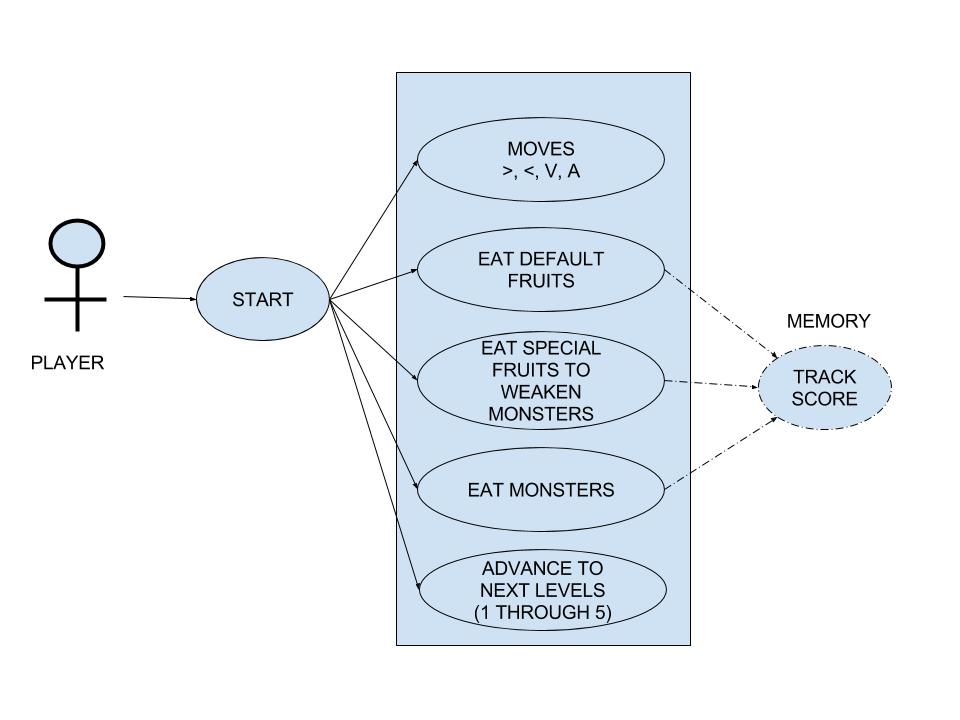 PLAYER
START
MOVES
>, <, V, A
EAT DEFAULT
FRUITS
EAT SPECIAL
FRUITS TO
WEAKEN
MONSTERS
EAT MONSTERS
ADVANCE TO
NEXT LEVELS
(1 THROUGH 5)
MEMORY
TRACK
SCORE